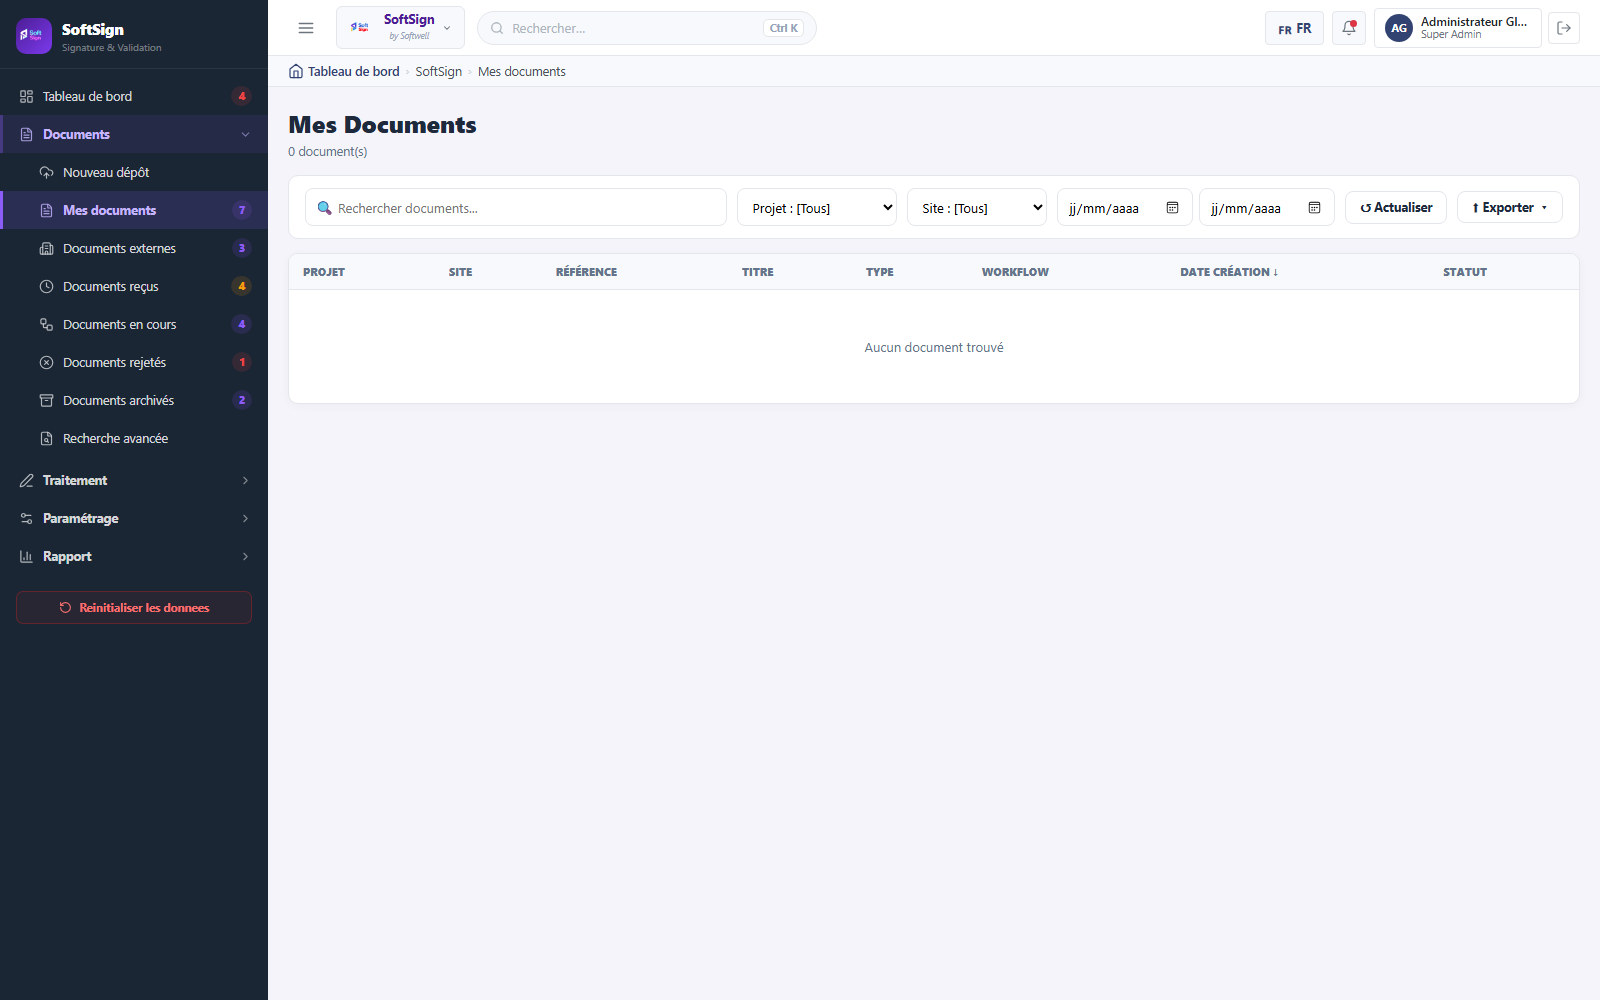 SoftSign
Signature & Validation
Tableau de bord 4
Documents
Nouveau dépôt
Mes documents 7
Documents externes 3
Documents reçus 4
Documents en cours 4
Documents rejetés 1
Documents archivés 2
Recherche avancée
Traitement
Paramétrage
Rapport
Reinitialiser les donnees
Soft Sign
SoftSign
by Softwell
Rechercher...
Ctrl K
FR FR
AG
Administrateur Gl...
Super Admin
Tableau de bord › SoftSign › Mes documents
Mes Documents
0 document(s)
Rechercher documents...
Projet : [Tous]
Site : [Tous]
jj/mm/aaaa
jj/mm/aaaa
↺ Actualiser
⬆ Exporter ▾
PROJET SITE RÉFÉRENCE TITRE TYPE WORKFLOW DATE CRÉATION ↓ STATUT
Aucun document trouvé